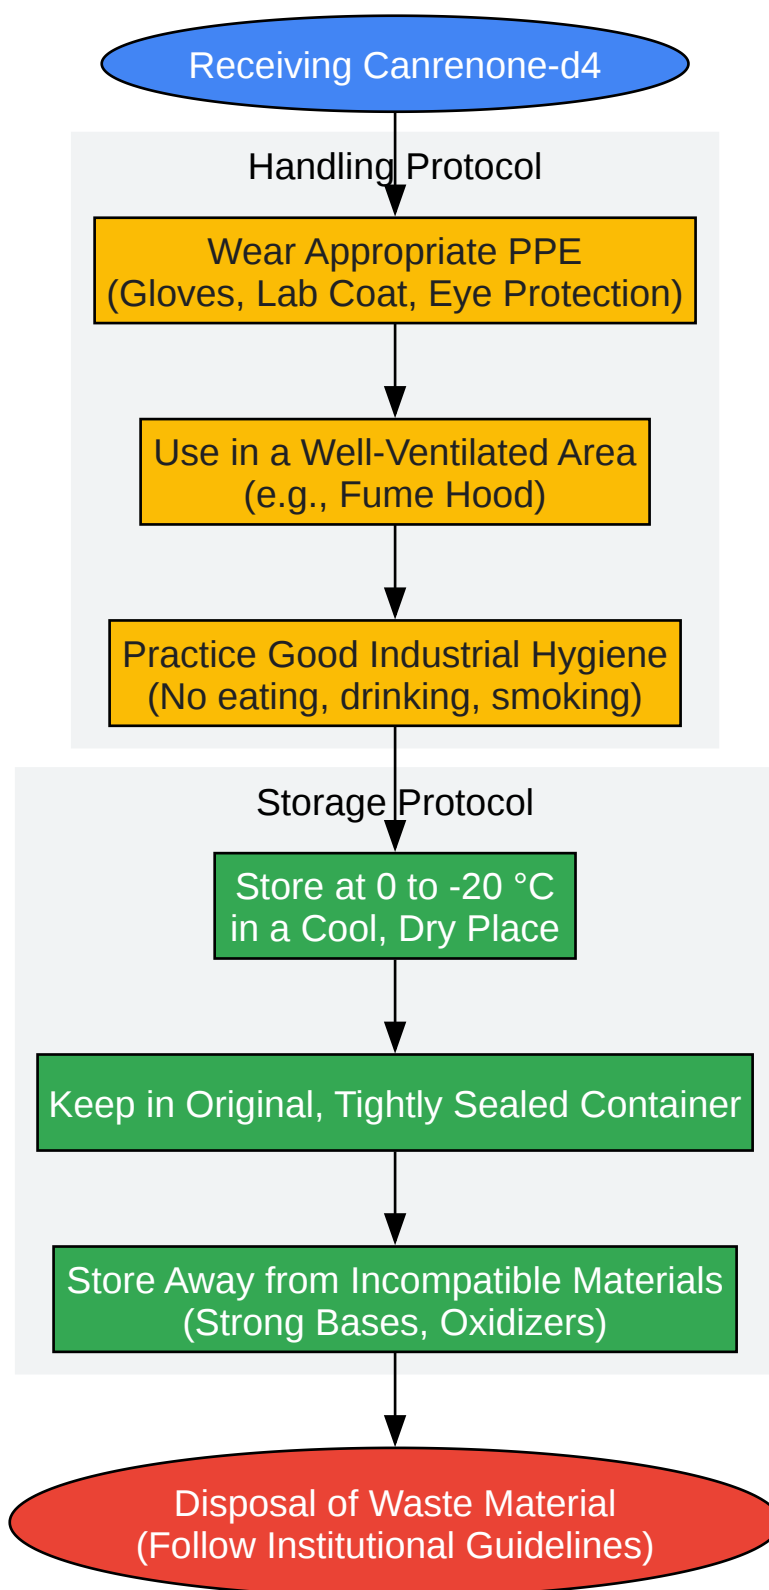 Receiving Canrenone-d4
Handling Protocol
Wear Appropriate PPE
(Gloves, Lab Coat, Eye Protection)
Use in a Well-Ventilated Area
(e.g., Fume Hood)
Practice Good Industrial Hygiene
(No eating, drinking, smoking)
Storage Protocol
Store at 0 to -20 °C
in a Cool, Dry Place
Keep in Original, Tightly Sealed Container
Store Away from Incompatible Materials
(Strong Bases, Oxidizers)
Disposal of Waste Material
(Follow Institutional Guidelines)